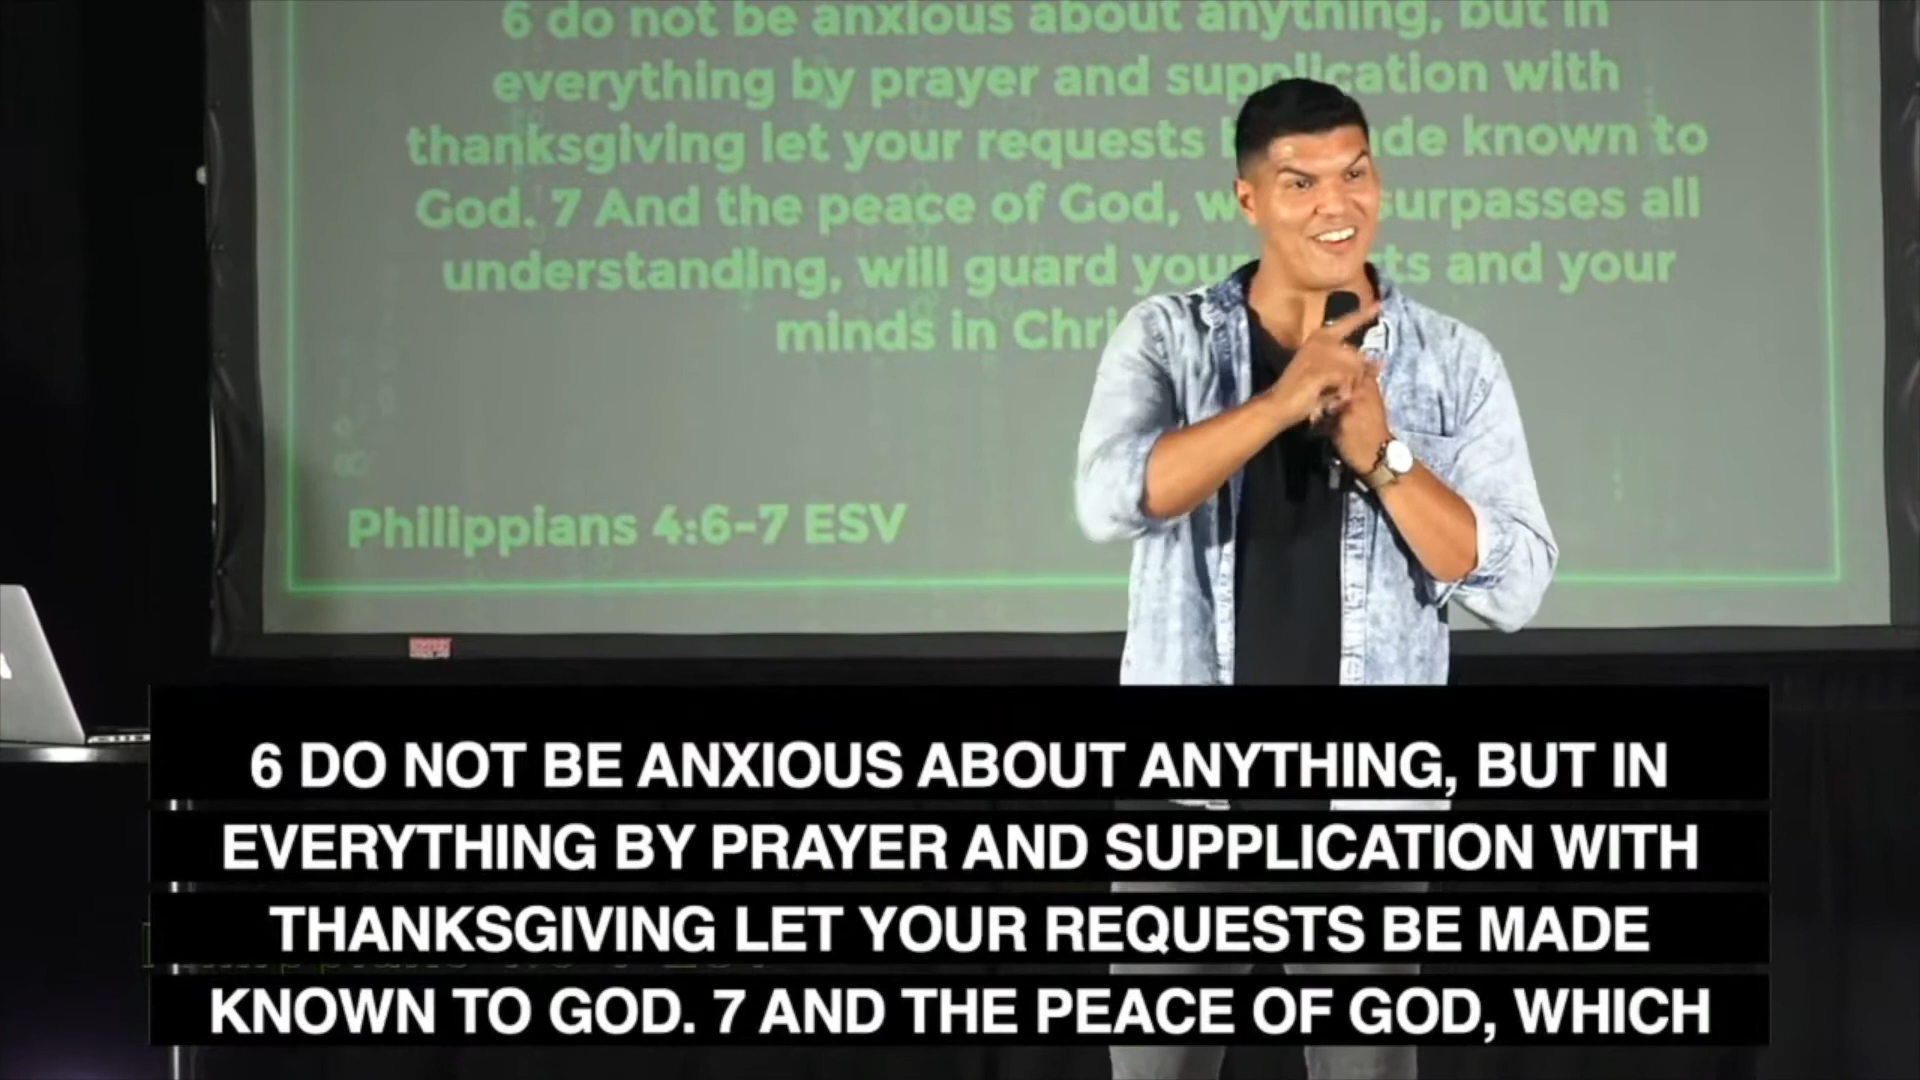 6 do not be anxious about anything, but in
everything by prayer and supplication with
thanksgiving let your requests de known to
God. 7 And the peace of God, surpasses all
understanding, will guard your and your
minds in
Philippians 4:6-7 ESV
6 DO NOT BE ANXIOUS ABOUT ANYTHING, BUT IN
EVERYTHING BY PRAYER AND SUPPLICATION WITH
THANKSGIVING LET YOUR REQUESTS BE MADE
KNOWN TO GOD. 7 AND THE PEACE OF GOD, WHICH